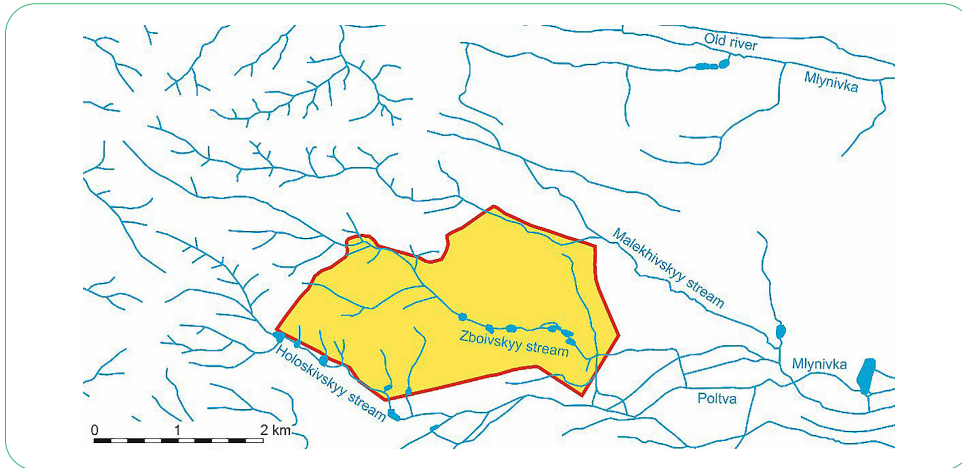 Old river
Mlynivka
Malekhivskyy stream
Zboivskyy stream
Holoskivskyy stream
Mlynivka
Poltva
0 1 2 km